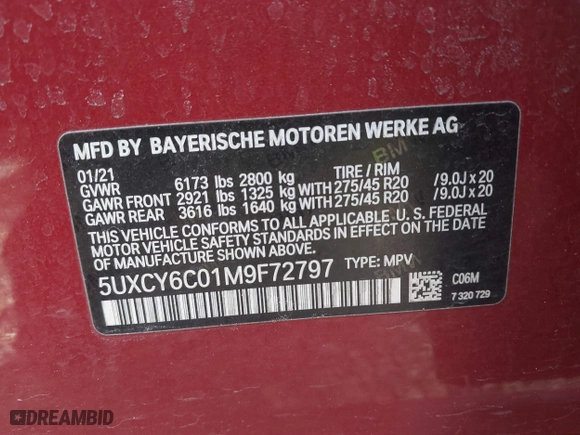 MFD BY BAYERISCHE MOTOREN WERKE AG
01/21 TIRE / RIM
GVWR 6173 lbs 2800 kg
GAWR FRONT 2921 lbs 1325 kg WITH 275/45 R20 /9.0J x 20
GAWR REAR 3616 lbs 1640 kg WITH 275/45 R20 /9.0J x 20
THIS VEHICLE CONFORMS TO ALL APPLICABLE U.S. FEDERAL
MOTOR VEHICLE SAFETY STANDARDS IN EFFECT ON THE DATE
OF MANUFACTURE SHOWN ABOVE.
5UXCY6C01M9F72797 TYPE: MPV
C06M
7 320 729
DREAMBID